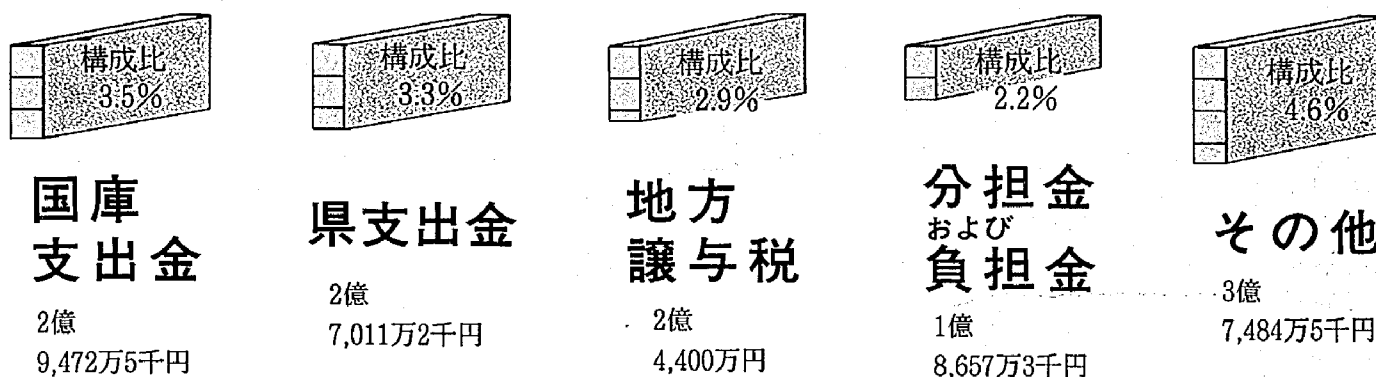 構成比
3.5%
国庫
支出金
2億
9,472万5千円
構成比
3.3%
県支出金
2億
7,011万2千円
構成比
2.9%
地方
譲与税
2億
4,400万円
構成比
2.2%
分担金
および
負担金
1億
8,657万3千円
構成比
4.6%
その他
3億
7,484万5千円